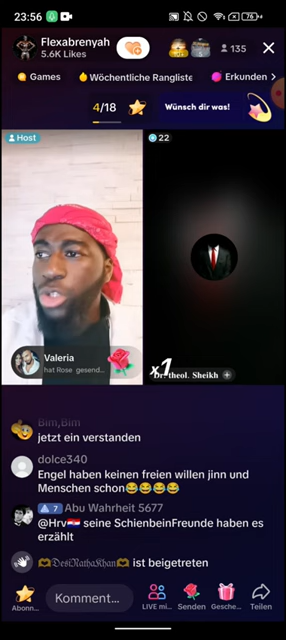 23:56
76
Flexabrenyah
5.6K Likes
135
Games
Wöchentliche Rangliste
Erkunden
4/18
Wünsch dir was!
Host
22
Valeria
hat Rose gesend...
x1
theol. Sheikh
Bim,Bim
jetzt ein verstanden
dolce340
Engel haben keinen freien willen jinn und
Menschen schon😂😂😂😂
7 Abu Wahrheit 5677
@Hrv🇭🇷 seine SchienbeinFreunde haben es
erzählt
DesiNathaKhan ist beigetreten
Kommentar...
Abonn...
LIVE mi...
Senden
Gesche...
Teilen